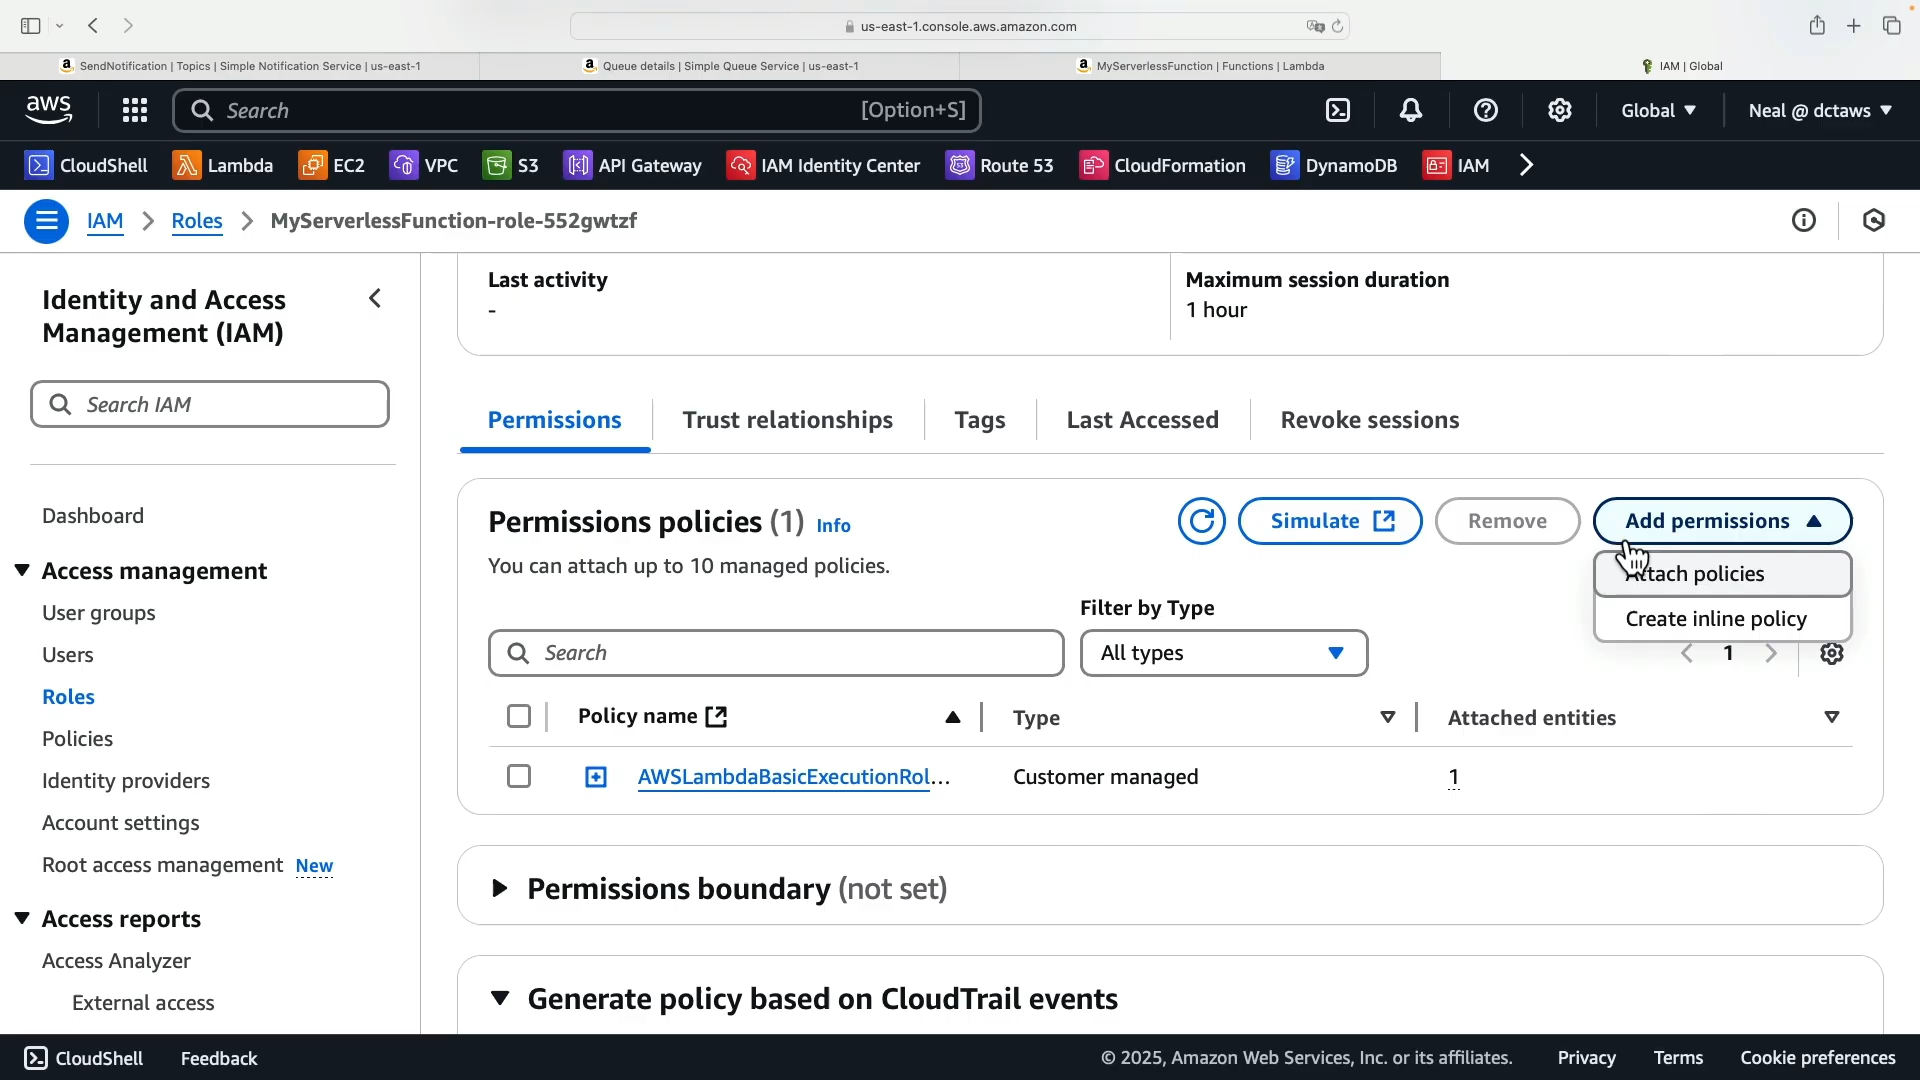 us-east-1.console.aws.amazon.com
SendNotification | Topics | Simple Notification Service | us-east-1
Queue details | Simple Queue Service | us-east-1
MyServerlessFunction | Functions | Lambda
IAM | Global
aws
Search
[Option+S]
Global
Neal @ dctaws
CloudShell
Lambda
EC2
VPC
S3
API Gateway
IAM Identity Center
Route 53
CloudFormation
DynamoDB
IAM
IAM
Roles
MyServerlessFunction-role-552gwtzf
Identity and Access
Management (IAM)
Search IAM
Dashboard
Access management
User groups
Users
Roles
Policies
Identity providers
Account settings
Root access management New
Access reports
Access Analyzer
External access
Last activity
-
Maximum session duration
1 hour
Permissions
Trust relationships
Tags
Last Accessed
Revoke sessions
Permissions policies (1) Info
You can attach up to 10 managed policies.
Simulate
Remove
Add permissions
Attach policies
Create inline policy
Filter by Type
Search
All types
1
Policy name
Type
Attached entities
AWSLambdaBasicExecutionRol...
Customer managed
1
Permissions boundary (not set)
Generate policy based on CloudTrail events
CloudShell
Feedback
© 2025, Amazon Web Services, Inc. or its affiliates.
Privacy
Terms
Cookie preferences